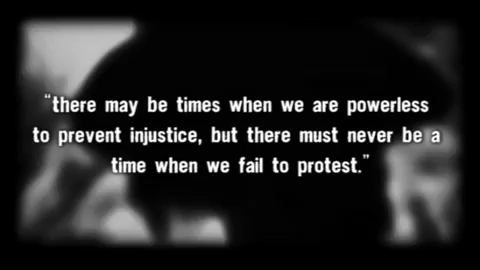 “there may be times when we are powerless
to prevent injustice, but there must never be a
time when we fail to protest.”